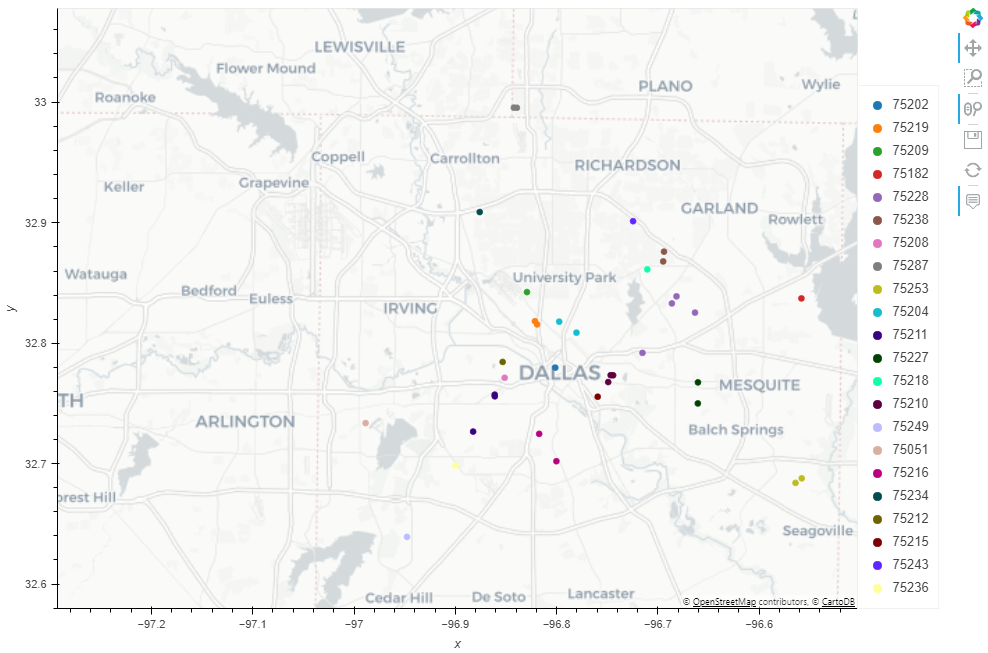 LEWISVILLE
Flower Mound
PLANO
Wylie
Roanoke
Coppell
Carrollton
RICHARDSON
Keller
Grapevine
GARLAND
Rowlett
Watauga
University Park
Bedford
Euless
IRVING
DALLAS
MESQUITE
TH
ARLINGTON
Balch Springs
orest Hill
Seagoville
Cedar Hill
De Soto
Lancaster
© OpenStreetMap contributors, © CartoDB
33
32.9
32.8
32.7
32.6
y
−97.2
−97.1
−97
−96.9
−96.8
−96.7
−96.6
x
75202
75219
75209
75182
75228
75238
75208
75287
75253
75204
75211
75227
75218
75210
75249
75051
75216
75234
75212
75215
75243
75236